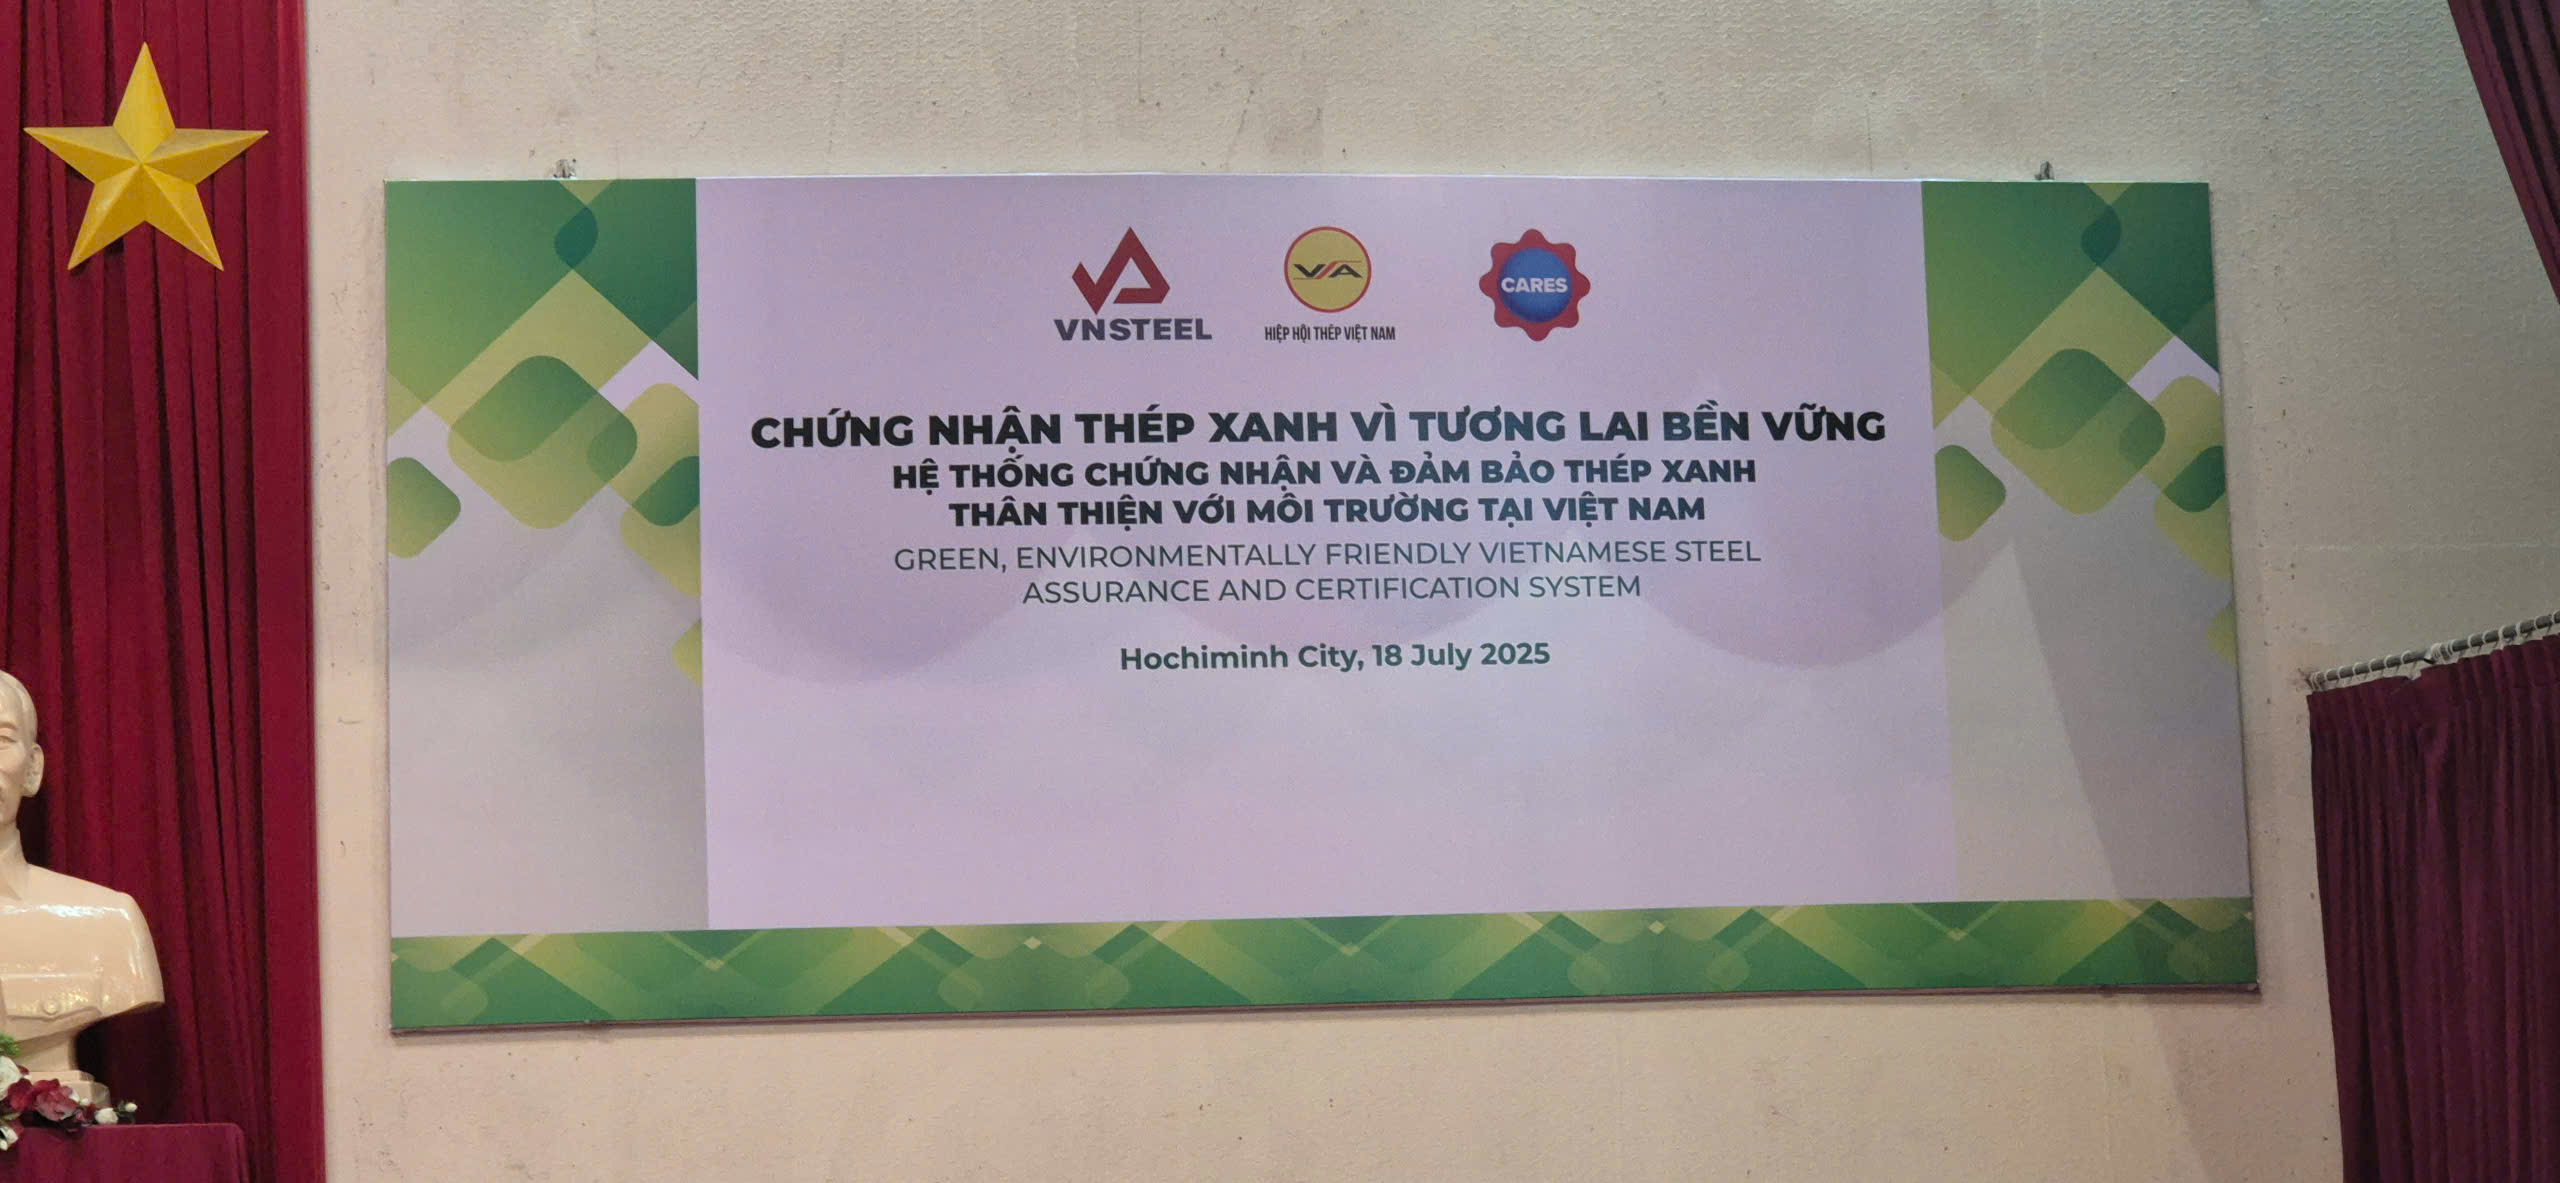 VNSTEEL
VSA
HIỆP HỘI THÉP VIỆT NAM
CARES
CHỨNG NHẬN THÉP XANH VÌ TƯƠNG LAI BỀN VỮNG
HỆ THỐNG CHỨNG NHẬN VÀ ĐẢM BẢO THÉP XANH
THÂN THIỆN VỚI MÔI TRƯỜNG TẠI VIỆT NAM
GREEN, ENVIRONMENTALLY FRIENDLY VIETNAMESE STEEL
ASSURANCE AND CERTIFICATION SYSTEM
Hochiminh City, 18 July 2025